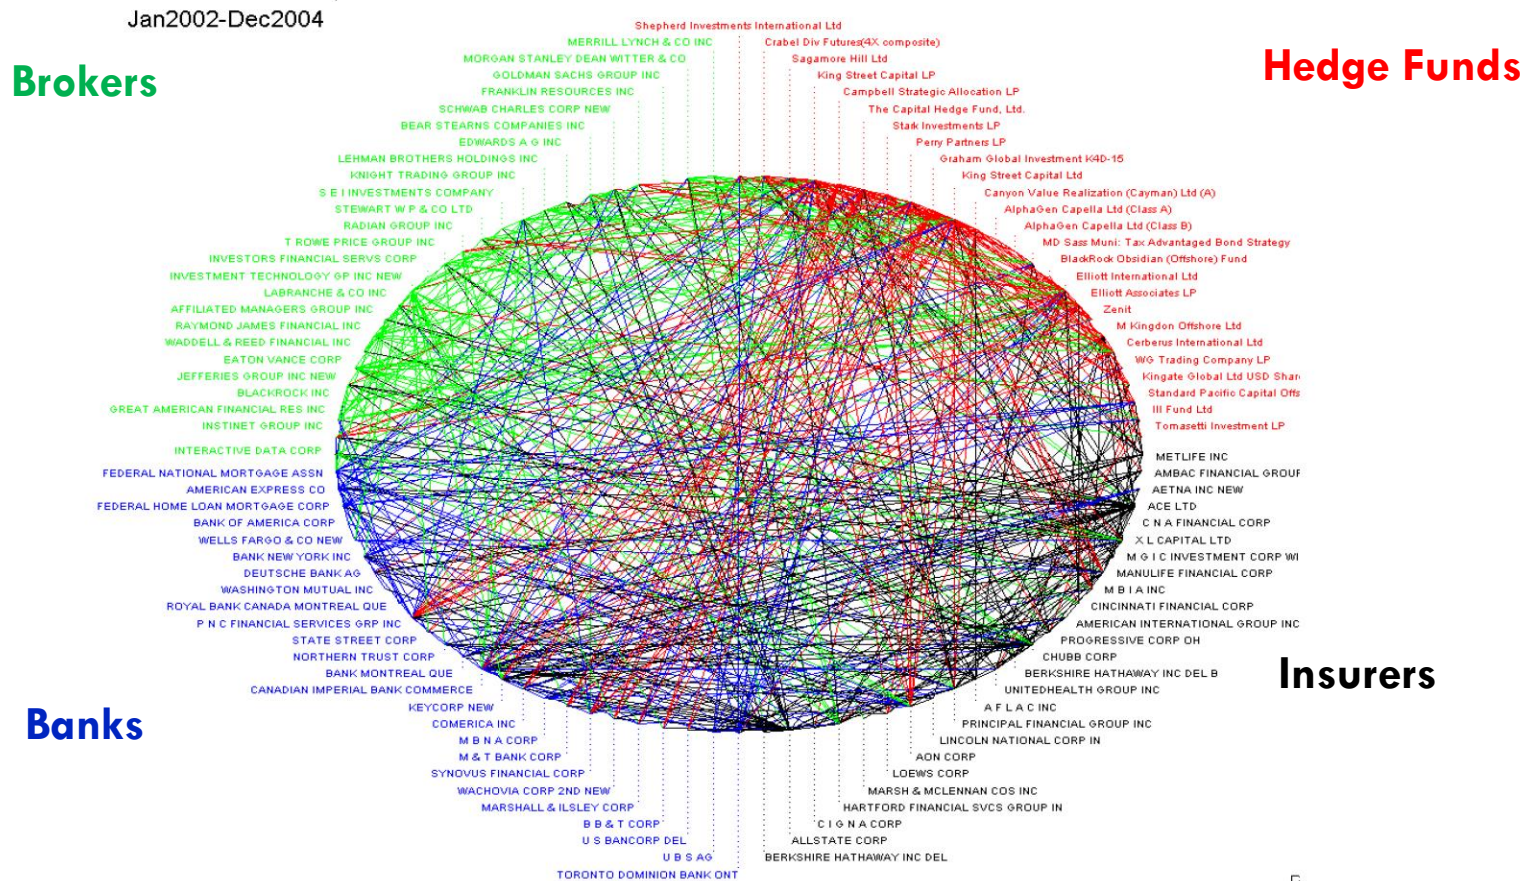 Jan2002-Dec2004
Brokers
Hedge Funds
Banks
Insurers
MERRILL LYNCH & CO INC
MORGAN STANLEY DEAN WITTER & CO
GOLDMAN SACHS GROUP INC
FRANKLIN RESOURCES INC
SCHWAB CHARLES CORP NEW
BEAR STEARNS COMPANIES INC
EDWARDS A G INC
LEHMAN BROTHERS HOLDINGS INC
KNIGHT TRADING GROUP INC
S E I INVESTMENTS COMPANY
STEWART W P & CO LTD
RADIAN GROUP INC
T ROWE PRICE GROUP INC
INVESTORS FINANCIAL SERVS CORP
INVESTMENT TECHNOLOGY GP INC NEW
LABRANCHE & CO INC
AFFILIATED MANAGERS GROUP INC
RAYMOND JAMES FINANCIAL INC
WADDELL & REED FINANCIAL INC
EATON VANCE CORP
JEFFERIES GROUP INC NEW
BLACKROCK INC
GREAT AMERICAN FINANCIAL RES INC
INSTINET GROUP INC
INTERACTIVE DATA CORP
FEDERAL NATIONAL MORTGAGE ASSN
AMERICAN EXPRESS CO
FEDERAL HOME LOAN MORTGAGE CORP
BANK OF AMERICA CORP
WELLS FARGO & CO NEW
BANK NEW YORK INC
DEUTSCHE BANK AG
WASHINGTON MUTUAL INC
ROYAL BANK CANADA MONTREAL QUE
P N C FINANCIAL SERVICES GRP INC
STATE STREET CORP
NORTHERN TRUST CORP
BANK MONTREAL QUE
CANADIAN IMPERIAL BANK COMMERCE
KEYCORP NEW
COMERICA INC
M B N A CORP
M & T BANK CORP
SYNOVUS FINANCIAL CORP
WACHOVIA CORP 2ND NEW
MARSHALL & ILSLEY CORP
B B & T CORP
U S BANCORP DEL
U B S AG
TORONTO DOMINION BANK ONT
Shepherd Investments International Ltd
Crabel Div Futures(4X composite)
Sagamore Hill Ltd
King Street Capital LP
Campbell Strategic Allocation LP
The Capital Hedge Fund, Ltd.
Stark Investments LP
Perry Partners LP
Graham Global Investment K4D-15
King Street Capital Ltd
Canyon Value Realization (Cayman) Ltd (A)
AlphaGen Capella Ltd (Class A)
AlphaGen Capella Ltd (Class B)
MD Sass Muni: Tax Advantaged Bond Strategy
BlackRock Obsidian (Offshore) Fund
Elliott International Ltd
Elliott Associates LP
Zenit
M Kingdon Offshore Ltd
Cerberus International Ltd
WG Trading Company LP
Kingate Global Ltd USD Shar
Standard Pacific Capital Offs
III Fund Ltd
Tomasetti Investment LP
METLIFE INC
AMBAC FINANCIAL GROUP
AETNA INC NEW
ACE LTD
C N A FINANCIAL CORP
X L CAPITAL LTD
M G I C INVESTMENT CORP WI
MANULIFE FINANCIAL CORP
M B I A INC
CINCINNATI FINANCIAL CORP
AMERICAN INTERNATIONAL GROUP INC
PROGRESSIVE CORP OH
CHUBB CORP
BERKSHIRE HATHAWAY INC DEL B
UNITEDHEALTH GROUP INC
A F L A C INC
PRINCIPAL FINANCIAL GROUP INC
LINCOLN NATIONAL CORP IN
AON CORP
LOEWS CORP
MARSH & MCLENNAN COS INC
HARTFORD FINANCIAL SVCS GROUP IN
C I G N A CORP
ALLSTATE CORP
BERKSHIRE HATHAWAY INC DEL